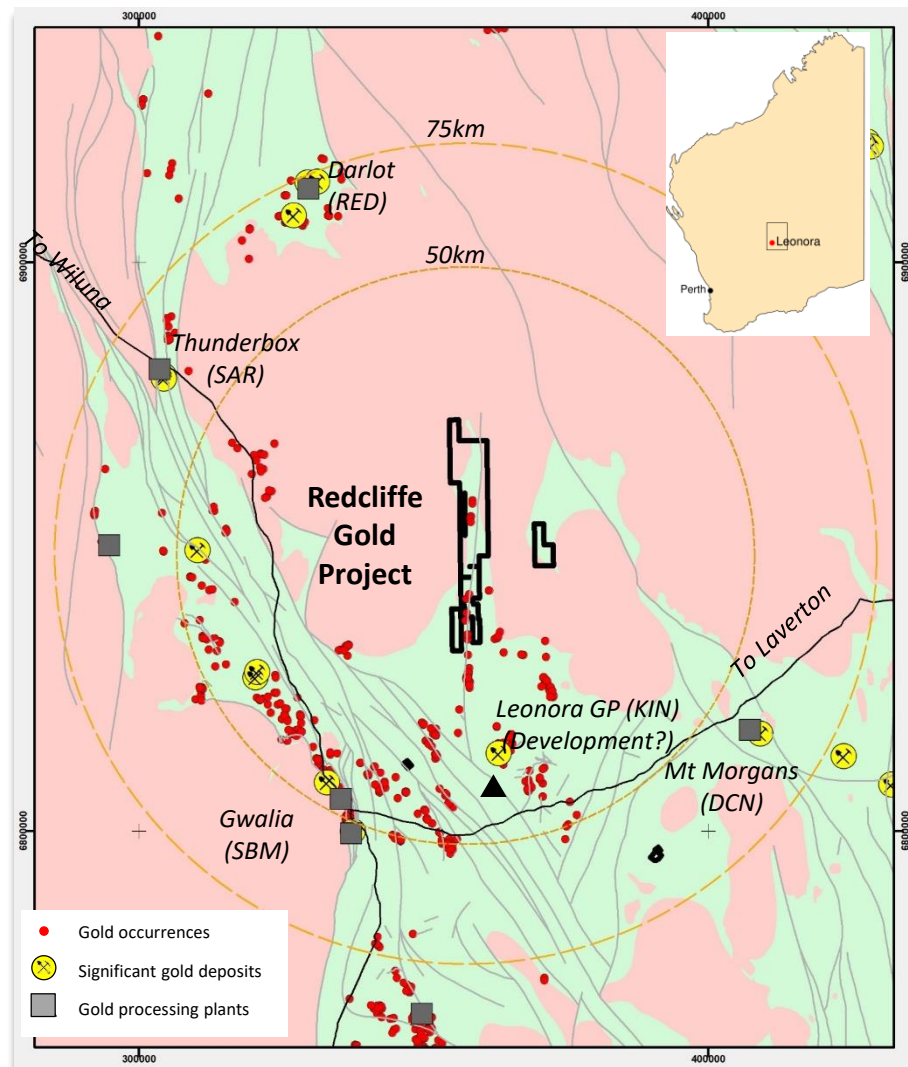 300000
400000
75km
Darlot
(RED)
Leonora
Perth
To Wiluna
50km
6900000
6900000
Thunderbox
(SAR)
Redcliffe
Gold
Project
To Laverton
Leonora GP (KIN)
(Development?)
Mt Morgans
(DCN)
Gwalia
(SBM)
6800000
6800000
Gold occurrences
Significant gold deposits
Gold processing plants
300000
400000